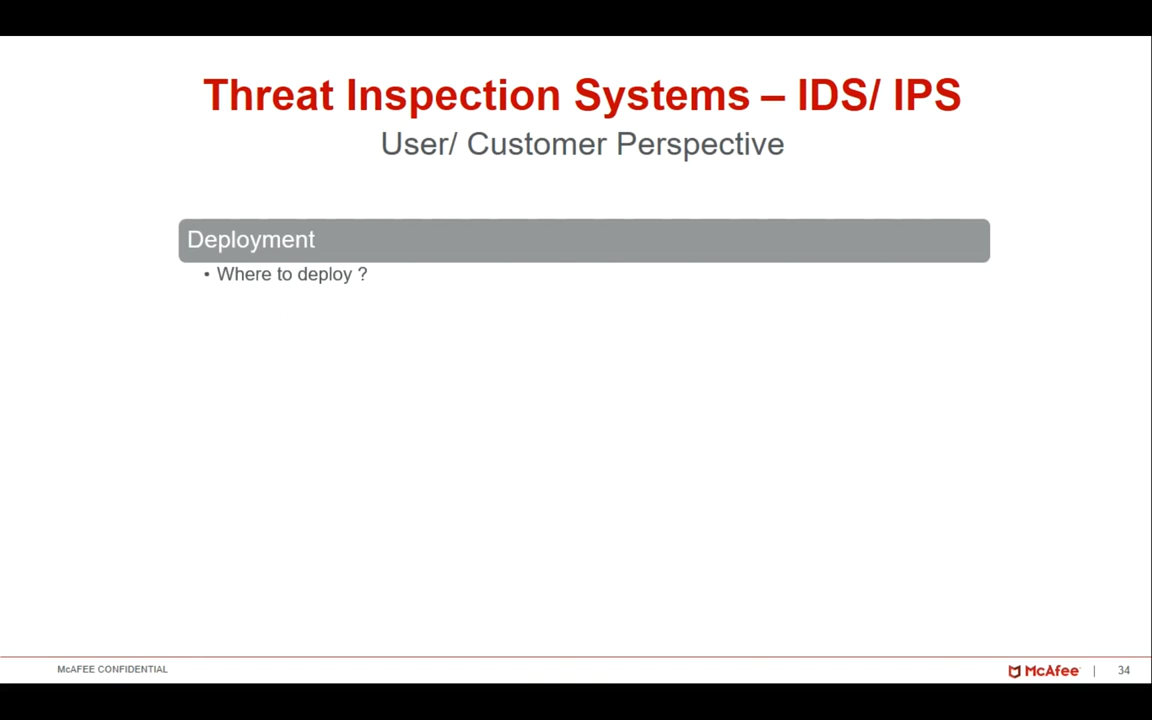 Threat Inspection Systems – IDS/ IPS
User/ Customer Perspective
Deployment
• Where to deploy ?
McAFEE CONFIDENTIAL
McAfee | 34